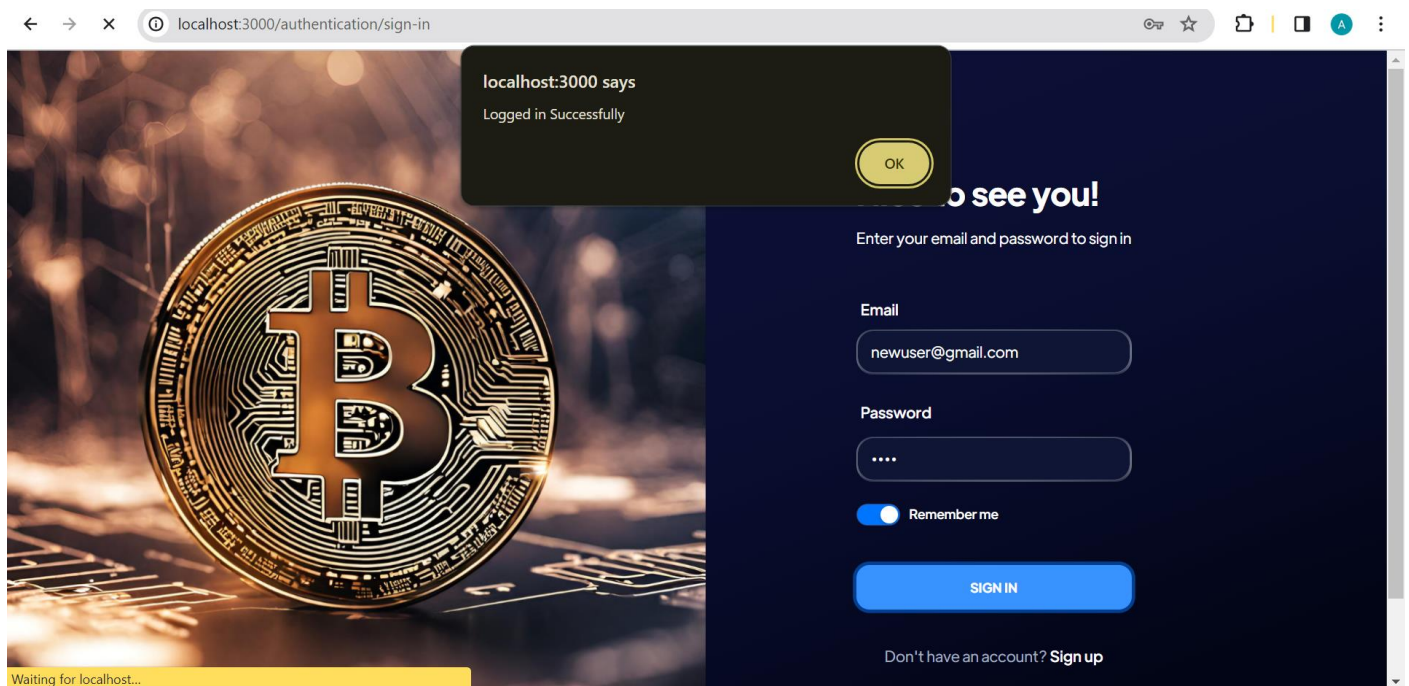 localhost:3000/authentication/sign-in
A
localhost:3000 says
Logged in Successfully
OK
to see you!
Enter your email and password to sign in
Email
newuser@gmail.com
Password
••••
Remember me
SIGN IN
Don't have an account? Sign up
Waiting for localhost...